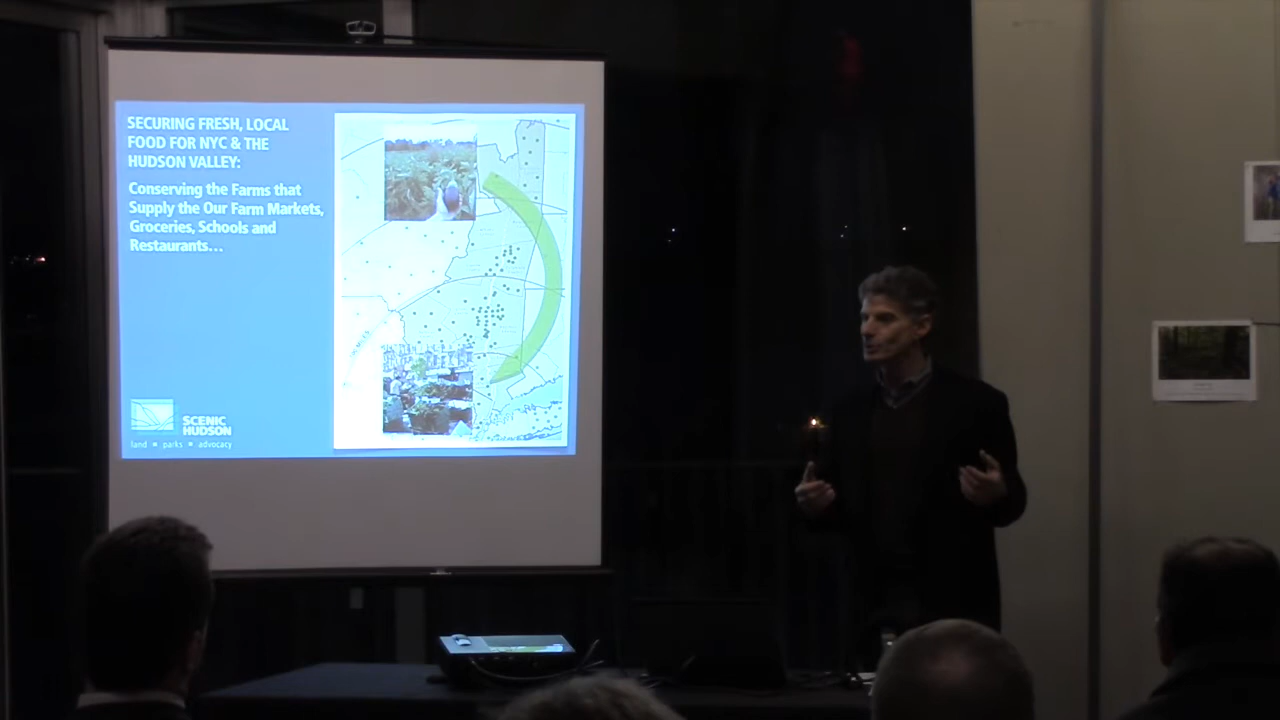 SECURING FRESH, LOCAL
FOOD FOR NYC & THE
HUDSON VALLEY:
Conserving the Farms that
Supply the Our Farm Markets,
Groceries, Schools and
Restaurants...
SCENIC
HUDSON
land ▪ parks ▪ advocacy